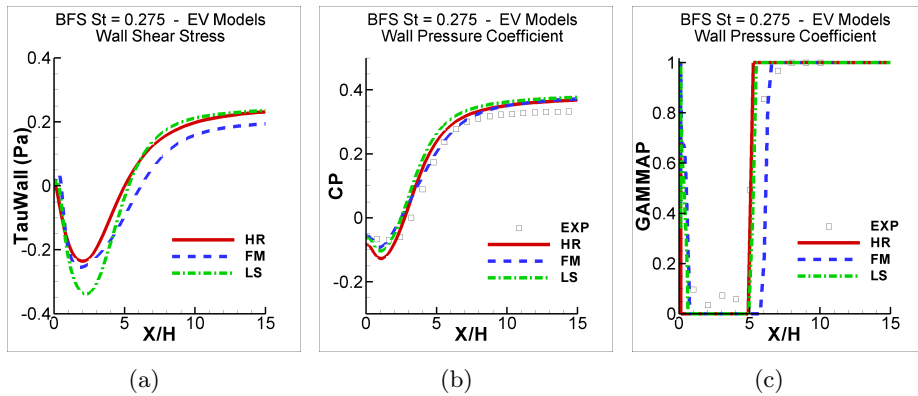 BFS St = 0.275 - EV Models
Wall Shear Stress
TauWall (Pa)
0.4
0.2
0
-0.2
-0.4
HR
FM
LS
0 5 10 15
X/H
(a)
BFS St = 0.275 - EV Models
Wall Pressure Coefficient
CP
0.4
0.2
0
-0.2
EXP
HR
FM
LS
0 5 10 15
X/H
(b)
BFS St = 0.275 - EV Models
Wall Pressure Coefficient
GAMMAP
1
0.8
0.6
0.4
0.2
0
EXP
HR
FM
LS
0 5 10 15
X/H
(c)